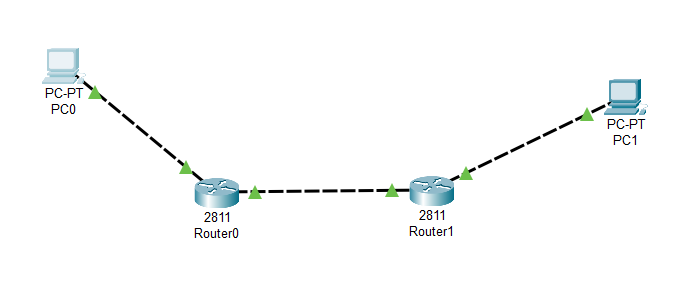 PC-PT
PC0
PC-PT
PC1
2811
Router0
2811
Router1